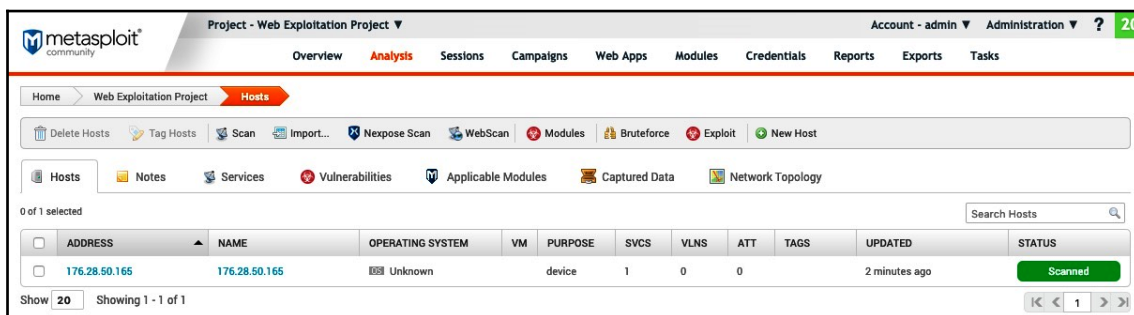 Project - Web Exploitation Project ▼ Account - admin ▼ Administration ▼ ? 20
metasploit®
community
Overview Analysis Sessions Campaigns Web Apps Modules Credentials Reports Exports Tasks
Home Web Exploitation Project Hosts
Delete Hosts Tag Hosts Scan Import... Nexpose Scan WebScan Modules Bruteforce Exploit New Host
Hosts Notes Services Vulnerabilities Applicable Modules Captured Data Network Topology
0 of 1 selected Search Hosts
ADDRESS NAME OPERATING SYSTEM VM PURPOSE SVCS VLNS ATT TAGS UPDATED STATUS
176.28.50.165 176.28.50.165 OS Unknown device 1 0 0 2 minutes ago Scanned
Show 20 Showing 1 - 1 of 1 1